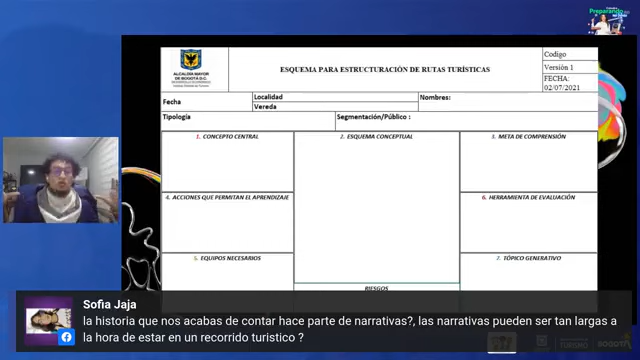 Preparando
ALCALDÍA MAYOR
DE BOGOTÁ D.C.
ESQUEMA PARA ESTRUCTURACIÓN DE RUTAS TURÍSTICAS
Codigo
Versión 1
FECHA:
02/07/2021
Fecha
Localidad
Vereda
Nombres:
Tipología
Segmentación/Público :
1. CONCEPTO CENTRAL
2. ESQUEMA CONCEPTUAL
3. META DE COMPRENSIÓN
4. ACCIONES QUE PERMITAN EL APRENDIZAJE
6. HERRAMIENTA DE EVALUACIÓN
5. EQUIPOS NECESARIOS
7. TÓPICO GENERATIVO
RIESGOS
Sofia Jaja
la historia que nos acabas de contar hace parte de narrativas?, las narrativas pueden ser tan largas a
la hora de estar en un recorrido turistico ?
TURISMO
BOGOTÁ